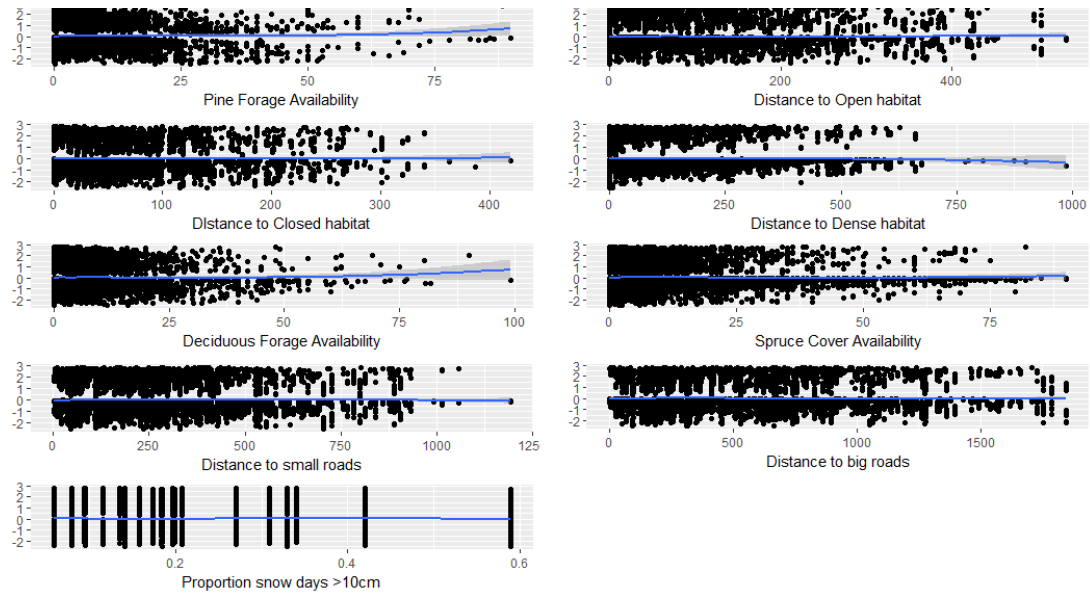 2
1
0
-1
-2
0 25 50 75
Pine Forage Availability
2
1
0
-1
-2
0 200 400
Distance to Open habitat
3
2
1
0
-1
-2
0 100 200 300 400
DIstance to Closed habitat
3
2
1
0
-1
-2
0 250 500 750 1000
Distance to Dense habitat
3
2
1
0
-1
-2
0 25 50 75 100
Deciduous Forage Availability
3
2
1
0
-1
-2
0 25 50 75
Spruce Cover Availability
3
2
1
0
-1
-2
0 250 500 750 1000 125
Distance to small roads
3
2
1
0
-1
-2
0 500 1000 1500
Distance to big roads
3
2
1
0
-1
-2
0.2 0.4 0.6
Proportion snow days >10cm